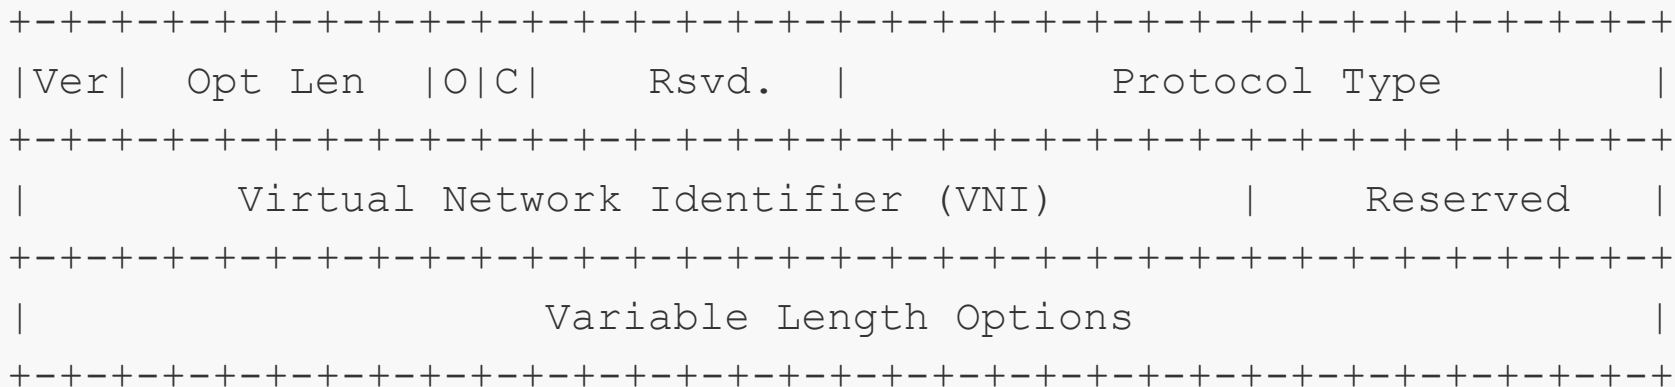 +-+-+-+-+-+-+-+-+-+-+-+-+-+-+-+-+-+-+-+-+-+-+-+-+-+-+-+-+-+-+-+-+
|Ver|  Opt Len  |O|C|    Rsvd.  |          Protocol Type        |
+-+-+-+-+-+-+-+-+-+-+-+-+-+-+-+-+-+-+-+-+-+-+-+-+-+-+-+-+-+-+-+-+
|        Virtual Network Identifier (VNI)       |    Reserved   |
+-+-+-+-+-+-+-+-+-+-+-+-+-+-+-+-+-+-+-+-+-+-+-+-+-+-+-+-+-+-+-+-+
|                    Variable Length Options                    |
+-+-+-+-+-+-+-+-+-+-+-+-+-+-+-+-+-+-+-+-+-+-+-+-+-+-+-+-+-+-+-+-+